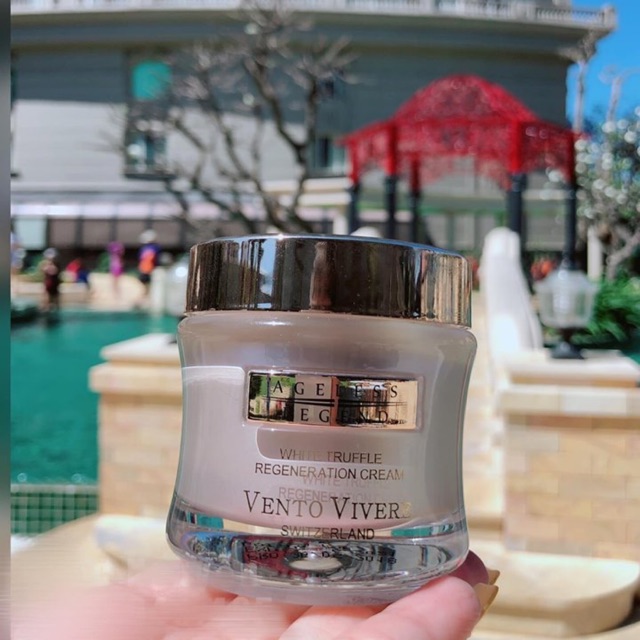 AGELESS
LEGEND
WHITE TRUFFLE
REGENERATION CREAM
VENTO VIVERE
SWITZERLAND